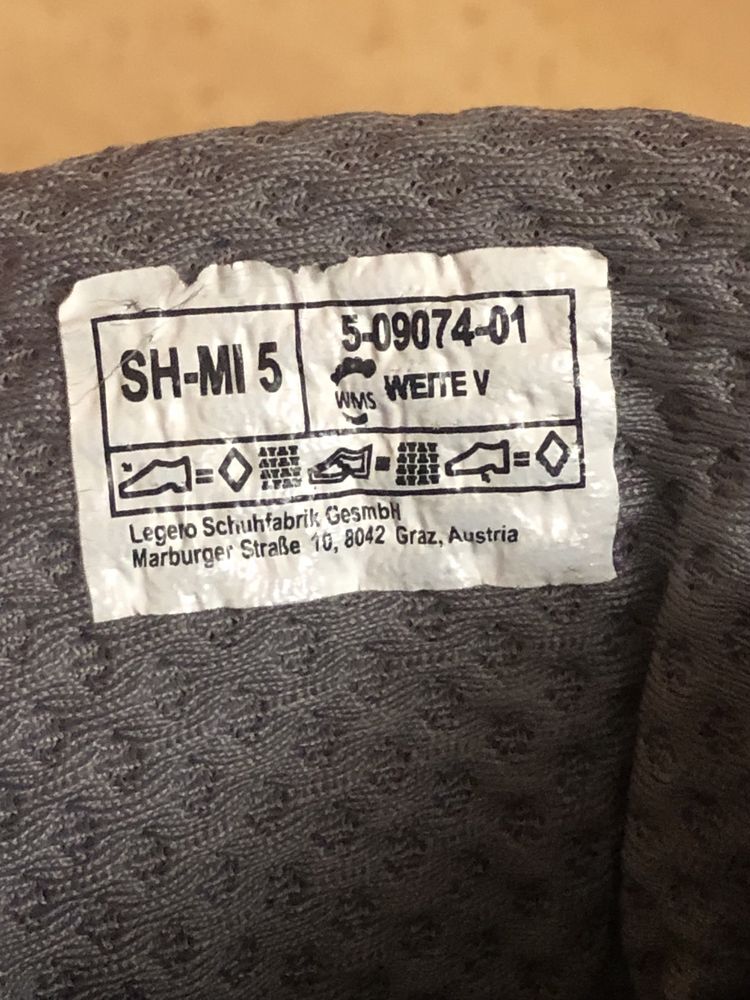 SH-MI 5
5-09074-01
WMS WEITE V
Legero Schuhfabrik GesmbH
Marburger Straße 10, 8042 Graz, Austria